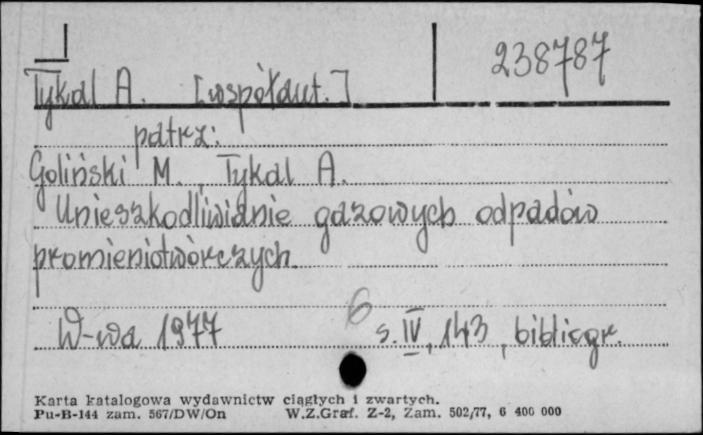 238787
Tykal A. [współaut.]
patrz:
Goliński M., Tykal A.
Unieszkodliwianie gazowych odpadów
promieniotwórczych.
6
W-wa 1977 s. IV, 143, bibliogr.
Karta katalogowa wydawnictw ciągłych i zwartych.
Pu-B-144 zam. 567/DW/On W.Z.Graf. Z-2, Zam. 502/77, 6 400 000